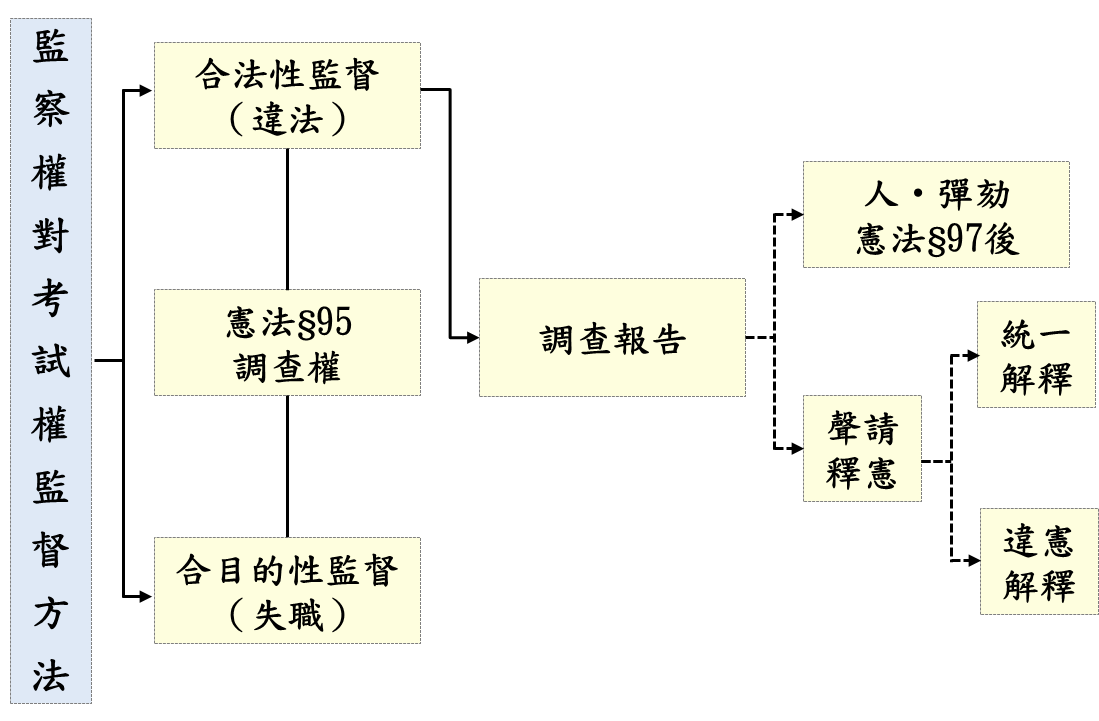 監察權對考試權監督方法
合法性監督
（違法）
憲法§95
調查權
合目的性監督
（失職）
調查報告
人・彈劾
憲法§97後
聲請
釋憲
統一
解釋
違憲
解釋